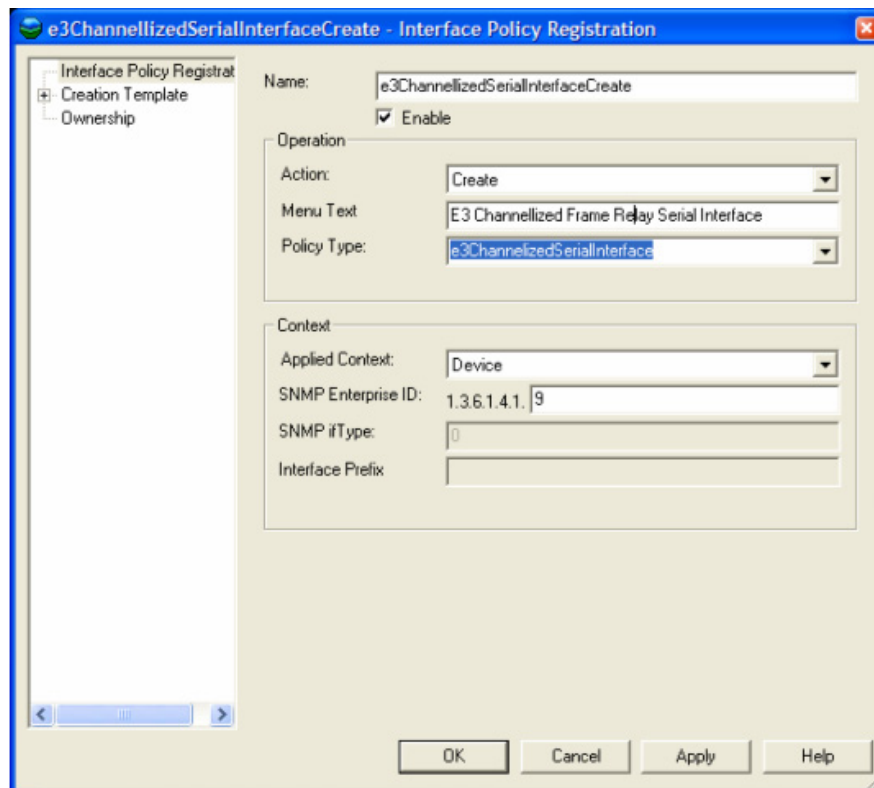 e3ChannellizedSerialInterfaceCreate - Interface Policy Registration
Interface Policy Registrat
Creation Template
Ownership
Name: e3ChannellizedSerialInterfaceCreate
Enable
Operation
Action: Create
Menu Text E3 Channellized Frame Relay Serial Interface
Policy Type: e3ChannelizedSerialInterface
Context
Applied Context: Device
SNMP Enterprise ID: 1.3.6.1.4.1. 9
SNMP ifType: 0
Interface Prefix
OK Cancel Apply Help